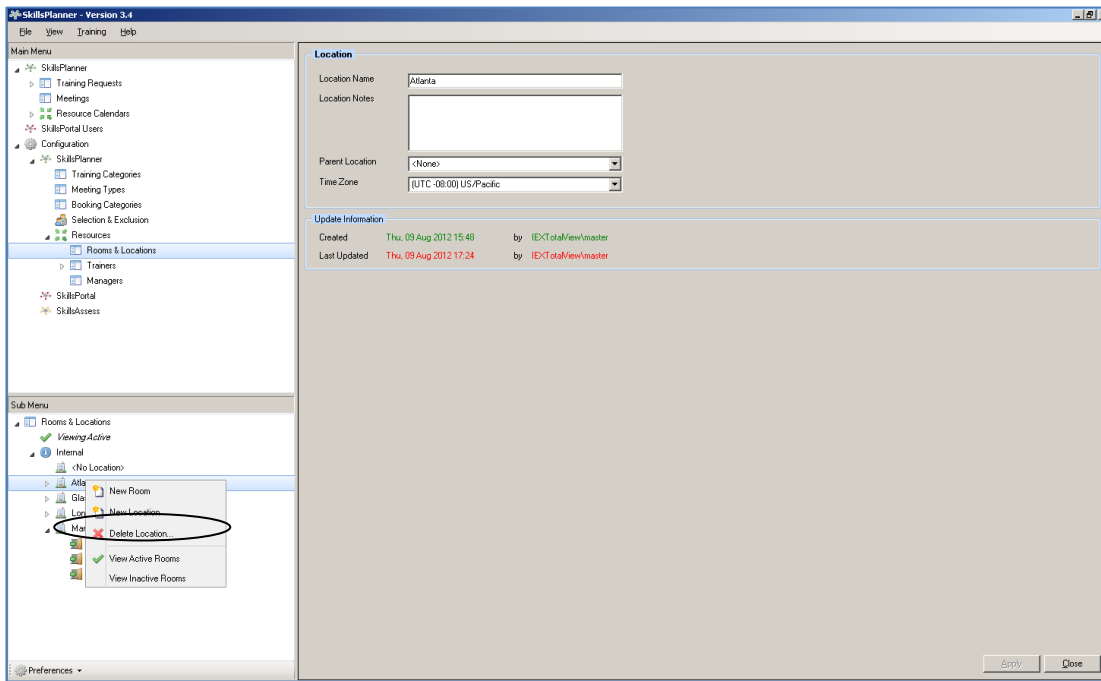 SkillsPlanner - Version 3.4
File View Training Help
Main Menu
SkillsPlanner
Training Requests
Meetings
Resource Calendars
SkillsPortal Users
Configuration
SkillsPlanner
Training Categories
Meeting Types
Booking Categories
Selection & Exclusion
Resources
Rooms & Locations
Trainers
Managers
SkillsPortal
SkillsAssess
Sub Menu
Rooms & Locations
Viewing Active
Internal
<No Location>
Atla
Gla
Lon
Man
New Room
New Location
Delete Location...
View Active Rooms
View Inactive Rooms
Preferences
Location
Location Name Atlanta
Location Notes
Parent Location <None>
Time Zone (UTC -08:00) US/Pacific
Update Information
Created Thu, 09 Aug 2012 15:48 by IEXTotalView\master
Last Updated Thu, 09 Aug 2012 17:24 by IEXTotalView\master
Apply Close